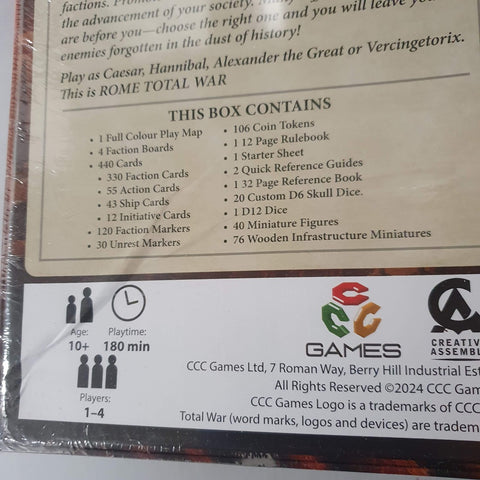 factions. Promo
the advancement of your society.
are before you—choose the right one and you will leave your
enemies forgotten in the dust of history!
Play as Caesar, Hannibal, Alexander the Great or Vercingetorix.
This is ROME TOTAL WAR
THIS BOX CONTAINS
• 1 Full Colour Play Map
• 4 Faction Boards
• 440 Cards
• 330 Faction Cards
• 55 Action Cards
• 43 Ship Cards
• 12 Initiative Cards
• 120 Faction Markers
• 30 Unrest Markers
• 106 Coin Tokens
• 1 12 Page Rulebook
• 1 Starter Sheet
• 2 Quick Reference Guides
• 1 32 Page Reference Book
• 20 Custom D6 Skull Dice.
• 1 D12 Dice
• 40 Miniature Figures
• 76 Wooden Infrastructure Miniatures
Age:
10+
Playtime:
180 min
Players:
1–4
CCC
GAMES
CA
CREATIVE
ASSEMBL
CCC Games Ltd, 7 Roman Way, Berry Hill Industrial Est
All Rights Reserved ©2024 CCC Gam
CCC Games Logo is a trademarks of CCC
Total War (word marks, logos and devices) are tradem